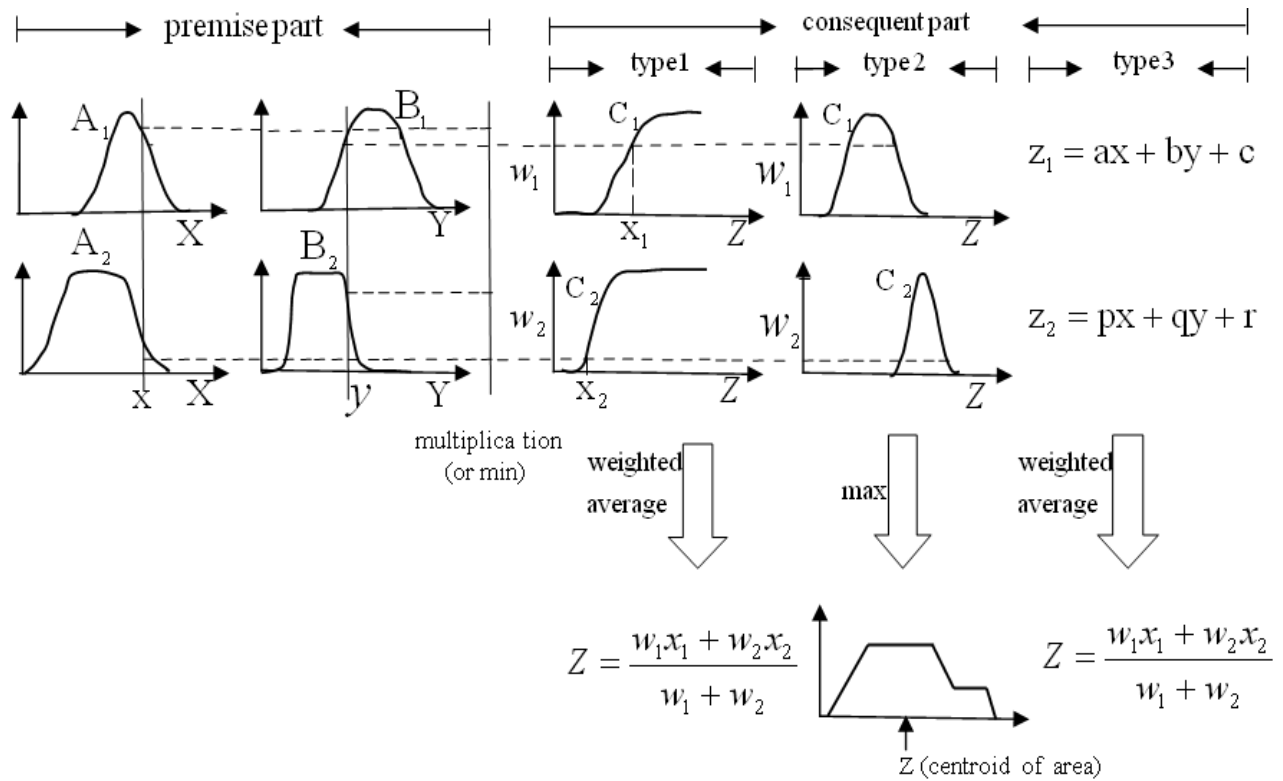 premise part
consequent part
type1
type2
type3
A₁
B₁
C₁
C₁
w₁
w₁
z₁ = ax + by + c
X
Y
x₁
Z
Z
A₂
B₂
C₂
C₂
w₂
w₂
z₂ = px + qy + r
x
X
y
Y
x₂
Z
Z
multiplica tion
(or min)
weighted
average
max
weighted
average
Z = (w₁x₁ + w₂x₂) / (w₁ + w₂)
Z = (w₁x₁ + w₂x₂) / (w₁ + w₂)
Z (centroid of area)